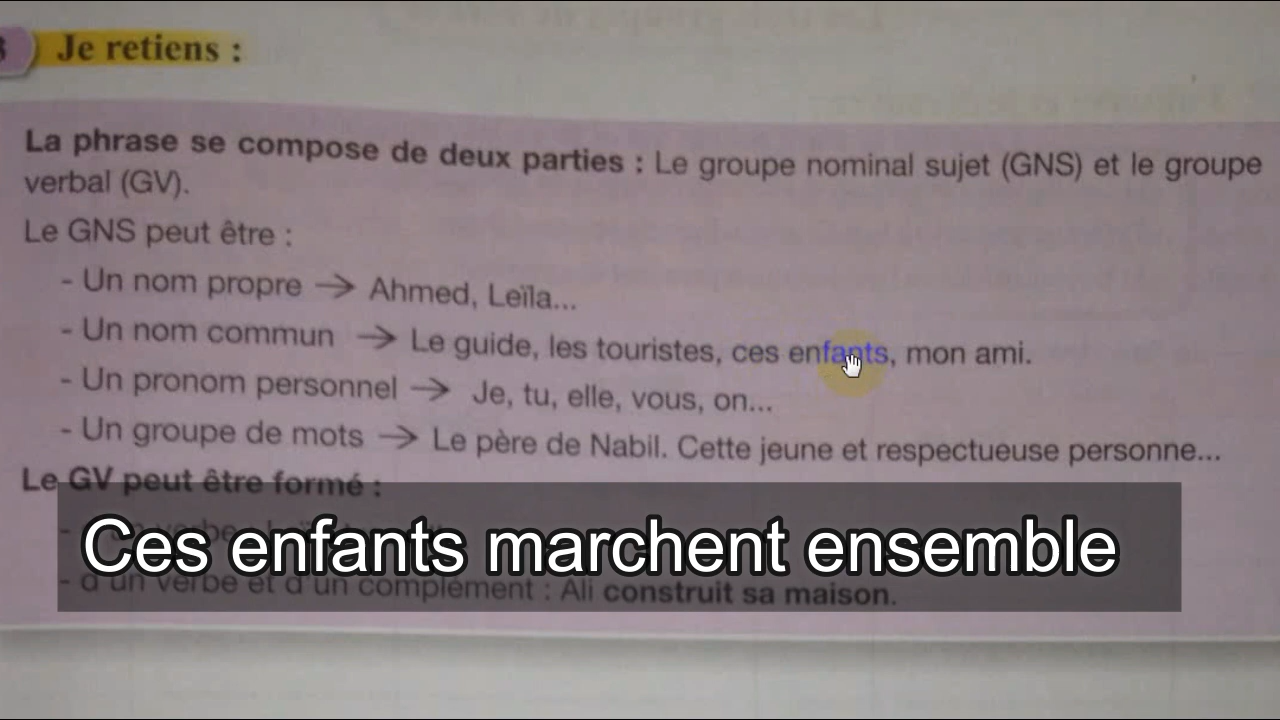 Je retiens :
La phrase se compose de deux parties : Le groupe nominal sujet (GNS) et le groupe
verbal (GV).
Le GNS peut être :
- Un nom propre → Ahmed, Leïla...
- Un nom commun → Le guide, les touristes, ces enfants, mon ami.
- Un pronom personnel → Je, tu, elle, vous, on...
- Un groupe de mots → Le père de Nabil. Cette jeune et respectueuse personne...
Le GV peut être formé :
Ces enfants marchent ensemble
- d'un verbe et d'un complément : Ali construit sa maison.